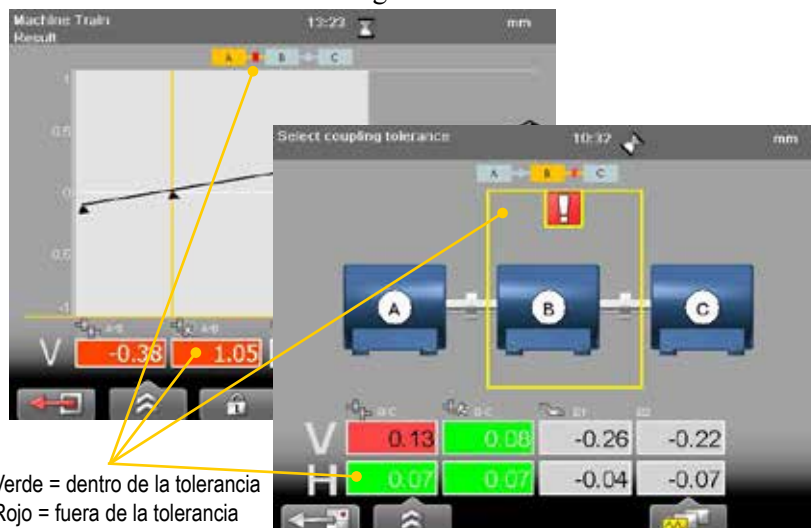 Machine Train
Result
13:23
mm
A B C
1
0.5
0
0.5
-1
A-B
A-B
V -0.38 1.05
Select coupling tolerance
10:32
mm
A B C
!
A
B
C
B-C
B-C
V 0.13 0.08 -0.26 -0.22
H 0.07 0.07 -0.04 -0.07
Verde = dentro de la tolerancia
Rojo = fuera de la tolerancia